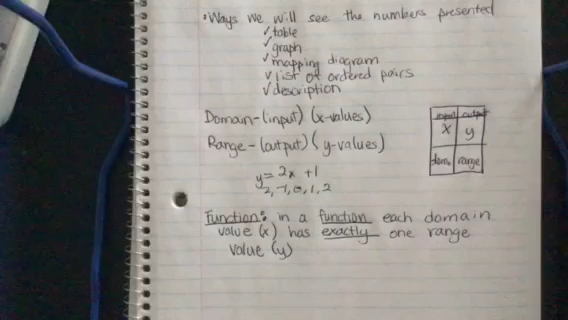 • Ways we will see the numbers presented
✓ table
✓ graph
✓ mapping diagram
✓ list of ordered pairs
✓ description
Domain - (input) (x-values)
Range - (output) (y-values)
input output
x y
dom. range
y = 2x + 1
-2, -1, 0, 1, 2
Function: in a function each domain
value (x) has exactly one range
value (y)